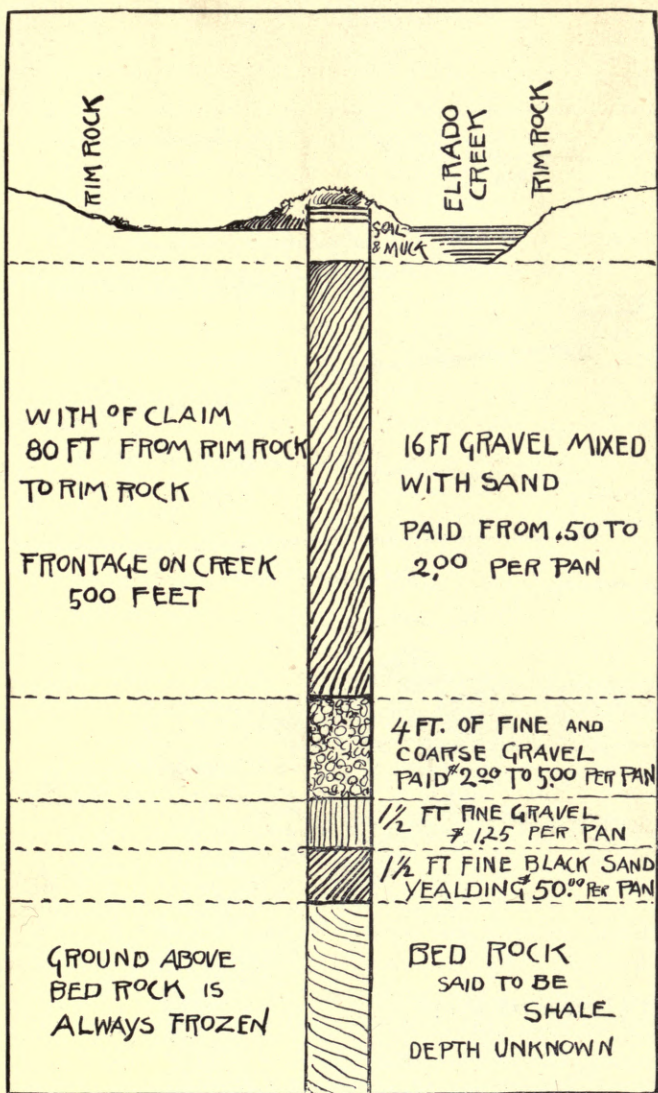 RIM ROCK
ELRADO
CREEK
RIM ROCK
SOIL
& MUCK
WITH OF CLAIM
80 FT FROM RIM ROCK
TO RIM ROCK
FRONTAGE ON CREEK
500 FEET
16 FT GRAVEL MIXED
WITH SAND
PAID FROM .50 TO
2.00 PER PAN
4 FT. OF FINE AND
COARSE GRAVEL
PAID $2.00 TO 5.00 PER PAN
1/2 FT FINE GRAVEL
$ 1.25 PER PAN
1 1/2 FT FINE BLACK SAND
YEALDING $50.00 PER PAN
GROUND ABOVE
BED ROCK IS
ALWAYS FROZEN
BED ROCK
SAID TO BE
SHALE
DEPTH UNKNOWN